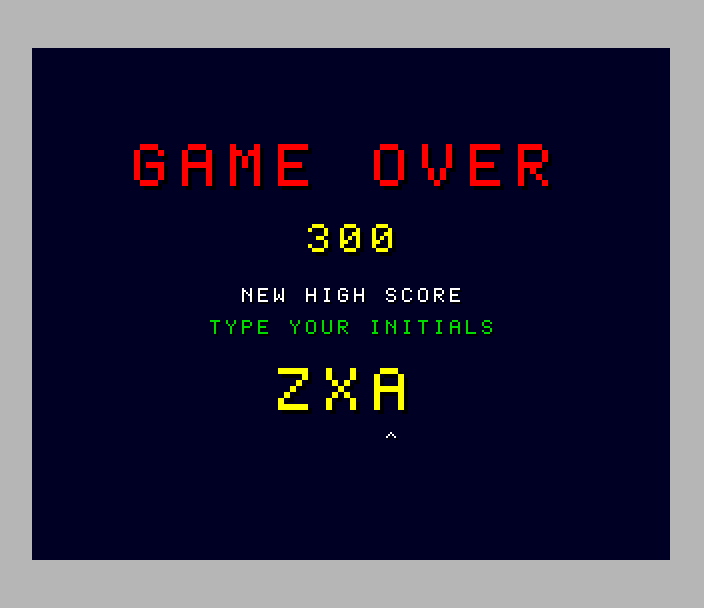 GAME OVER
300
NEW HIGH SCORE
TYPE YOUR INITIALS
ZXA
^